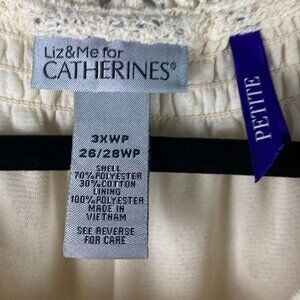 Liz&Me for
CATHERINES®
PETITE
3XWP
26/28WP
SHELL
70%POLYESTER
30%COTTON
LINING
100%POLYESTER
MADE IN
VIETNAM
SEE REVERSE
FOR CARE